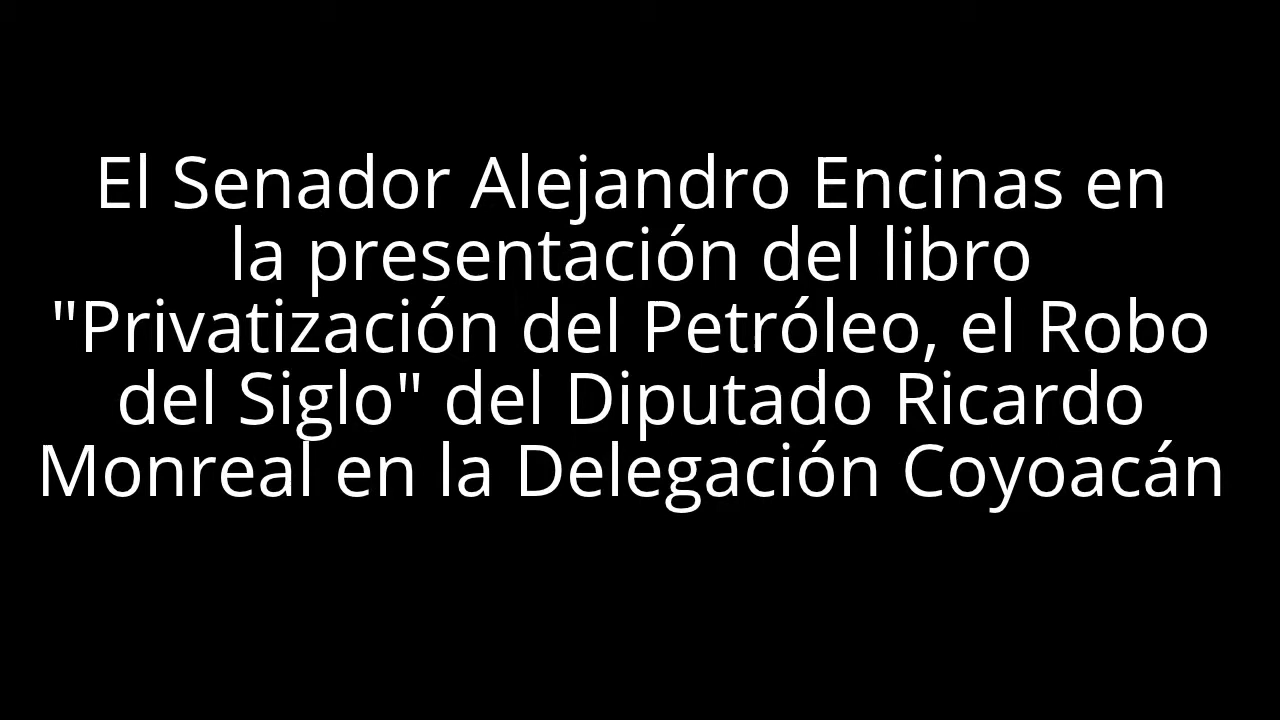 El Senador Alejandro Encinas en
la presentación del libro
"Privatización del Petróleo, el Robo
del Siglo" del Diputado Ricardo
Monreal en la Delegación Coyoacán